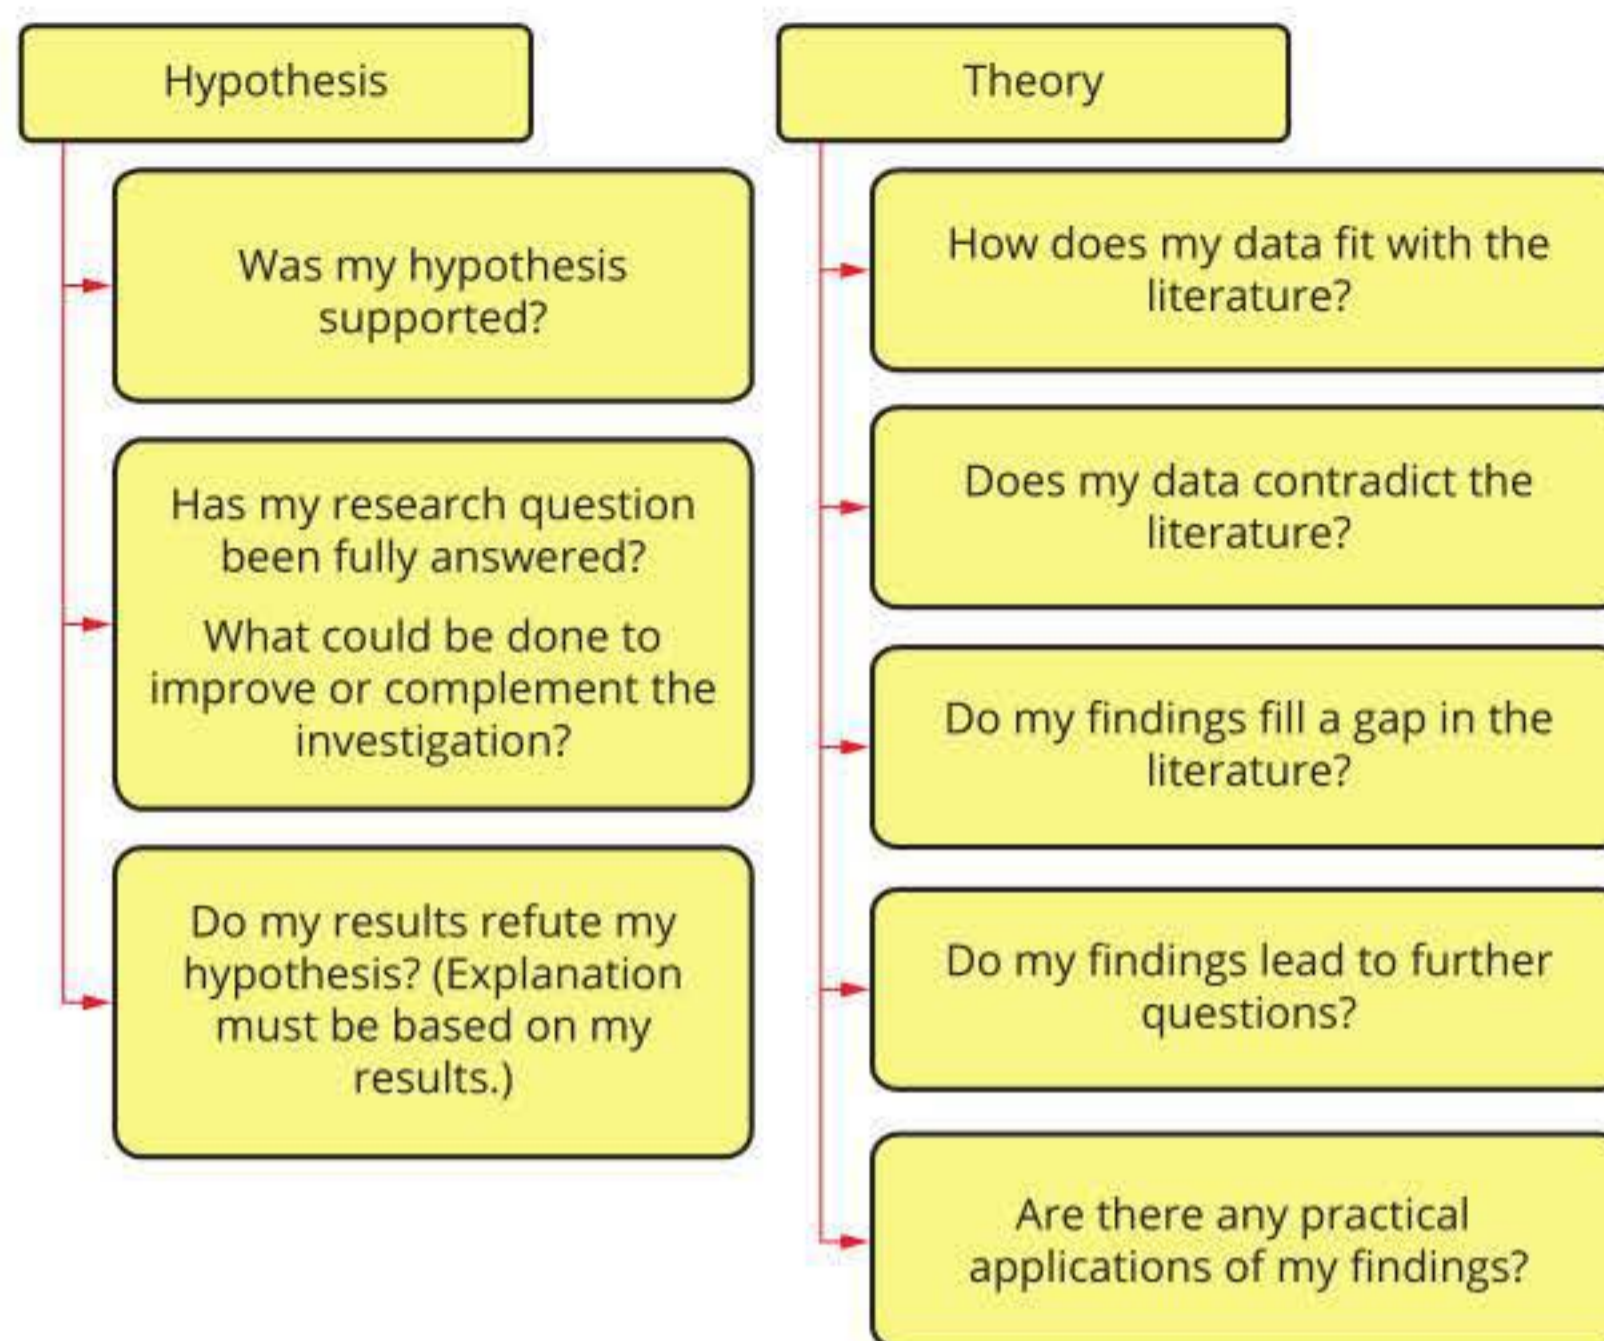 Hypothesis
Was my hypothesis
supported?
Has my research question
been fully answered?
What could be done to
improve or complement the
investigation?
Do my results refute my
hypothesis? (Explanation
must be based on my
results.)
Theory
How does my data fit with the
literature?
Does my data contradict the
literature?
Do my findings fill a gap in the
literature?
Do my findings lead to further
questions?
Are there any practical
applications of my findings?